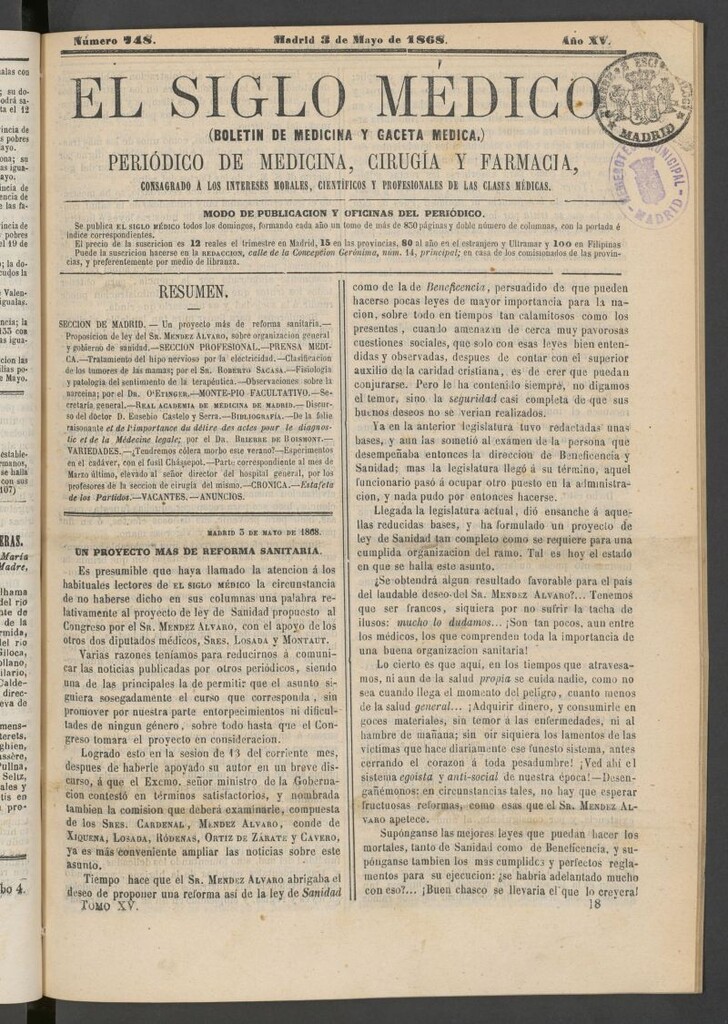 Número 748. Madrid 3 de Mayo de 1868. Año XV.
EL SIGLO MÉDICO
(BOLETIN DE MEDICINA Y GACETA MEDICA,)
PERIÓDICO DE MEDICINA, CIRUGÍA Y FARMACIA,
CONSAGRADO Á LOS INTERESES MORALES, CIENTÍFICOS Y PROFESIONALES DE LAS CLASES MÉDICAS.
MADRID
MUNICIPAL
MADRID
MODO DE PUBLICACION Y OFICINAS DEL PERIÓDICO.
Se publica EL SIGLO MÉDICO todos los domingos, formando cada año un tomo de más de 850 páginas y doble número de columnas, con la portada é
índice correspondientes.
El precio de la suscricion es 12 reales el trimestre en Madrid, 15 en las provincias, 80 al año en el estranjero y Ultramar y 100 en Filipinas
Puede la suscricion hacerse en la REDACCION, calle de la Concepcion Gerónima, núm. 14, principal; en casa de los comisionados de las provin-
cias, y preferentemente por medio de libranza.
RESUMEN.
SECCION DE MADRID. — Un proyecto más de reforma sanitaria.—
Proposicion de ley del SR. MENDEZ ALVARO, sobre organizacion general
y gobierno de sanidad.—SECCION PROFESIONAL.—PRENSA MEDI-
CA.—Tratamiento del hipo nervioso por la electricidad.—Clasificacion
de los tumores de las mamas; por el SR. ROBERTO SACASA.—Fisiología
y patología del sentimiento de la terapéutica.—Observaciones sobre la
narceina; por el DR. O'ETINGER.—MONTE-PIO FACULTATIVO.—Se-
cretaría general.—REAL ACADEMIA DE MEDICINA DE MADRID.—Discur-
so del doctor D. Eusebio Castelo y Serra.—BIBLIOGRAFÍA.—De la folie
raisonante et de l'importance du délire des actes pour le diagnos-
tic et de la Médecine legale; por el DR. BRIERRE DE BOISMONT.—
VARIEDADES.—¿Tendremos cólera morbo este verano?—Esperimentos
en el cadáver, con el fusil Cháspepol.—Parte correspondiente al mes de
Marzo último, elevado al señor director del hospital general, por los
profesores de la seccion de cirugía del mismo.—CRONICA.—Estafeta
de los Partidos.—VACANTES.—ANUNCIOS.
MADRID 3 DE MAYO DE 1868.
UN PROYECTO MAS DE REFORMA SANITARIA.
Es presumible que haya llamado la atención á los
habituales lectores de EL SIGLO MÉDICO la circunstancia
de no haberse dicho en sus columnas una palabra re-
lativamente al proyecto de ley de Sanidad propuesto al
Congreso por el SR. MENDEZ ALVARO, con el apoyo de los
otros dos diputados médicos, SRES. LOSADA Y MONTAUT.
Varias razones teníamos para reducirnos á comuni-
car las noticias publicadas por otros periódicos, siendo
una de las principales la de permitir que el asunto si-
guiera sosegadamente el curso que corresponda, sin
promover por nuestra parte entorpecimientos ni dificul-
tades de ningun género, sobre todo hasta que el Con-
greso tomara el proyecto en consideracion.
Logrado esto en la sesion de 13 del corriente mes,
despues de haberle apoyado su autor en un breve dis-
curso, á que el Excmo. señor ministro de la Goberna-
cion contestó en términos satisfactorios, y nombrada
tambien la comision que deberá examinarle, compuesta
de los SRES. CARDENAL, MENDEZ ALVARO, conde de
XIQUENA, LOSADA, RÓDENAS, ORTIZ DE ZÁRATE Y CAVERO,
ya es más conveniente ampliar las noticias sobre este
asunto.
Tiempo hace que el SR. MENDEZ ALVARO abrigaba el
deseo de proponer una reforma así de la ley de Sanidad
TOMO XV.
como de la de Beneficencia, persuadido de que pueden
hacerse pocas leyes de mayor importancia para la na-
cion, sobre todo en tiempos tan calamitosos como los
presentes, cuando amenazan de cerca muy pavorosas
cuestiones sociales, que solo con esas leyes bien enten-
didas y observadas, despues de contar con el superior
auxilio de la caridad cristiana, es de crer que puedan
conjurarse. Pero le ha contenido siempre, no digamos
el temor, sino la seguridad casi completa de que sus
buenos deseos no se verian realizados.
Ya en la anterior legislatura tuvo redactadas unas
bases, y aun las sometió al exámen de la persona que
desempeñaba entonces la direccion de Beneficencia y
Sanidad; mas la legislatura llegó á su término, aquel
funcionario pasó á ocupar otro puesto en la administra-
cion, y nada pudo por entonces hacerse.
Llegada la legislatura actual, dió ensanche á aque-
llas reducidas bases, y ha formulado un proyecto de
ley de Sanidad tan completo como se requiere para una
cumplida organizacion del ramo. Tal es hoy el estado
en que se halla este asunto.
¿Se obtendrá algun resultado favorable para el país
del laudable deseo del SR. MENDEZ ALVARO?... Tenemos
que ser francos, siquiera por no sufrir la tacha de
ilusos: mucho lo dudamos... ¡Son tan pocos, aun entre
los médicos, los que comprenden toda la importancia de
una buena organizacion sanitaria!
Lo cierto es que aquí, en los tiempos que atravesa-
mos, ni aun de la salud propia se cuida nadie, como no
sea cuando llega el momento del peligro, cuanto menos
de la salud general... ¡Adquirir dinero, y consumirle en
goces materiales, sin temor á las enfermedades, ni al
hambre de mañana; sin oir siquiera los lamentos de las
víctimas que hace diariamente ese funesto sistema, antes
cerrando el corazon á toda pesadumbre! ¡Ved ahí el
sistema egoista y anti-social de nuestra época!—Desen-
gañémonos: en circunstancias tales, no hay que esperar
fructuosas reformas, como esas que el SR. MENDEZ AL-
VARO apetece.
Supónganse las mejores leyes que puedan hacer los
mortales, tanto de Sanidad como de Beneficencia, y su-
pónganse tambien los mas cumplidos y perfectos regla-
mentos para su ejecucion: ¿se habria adelantado mucho
con eso?... ¡Buen chasco se llevaria el que lo creyera!
18